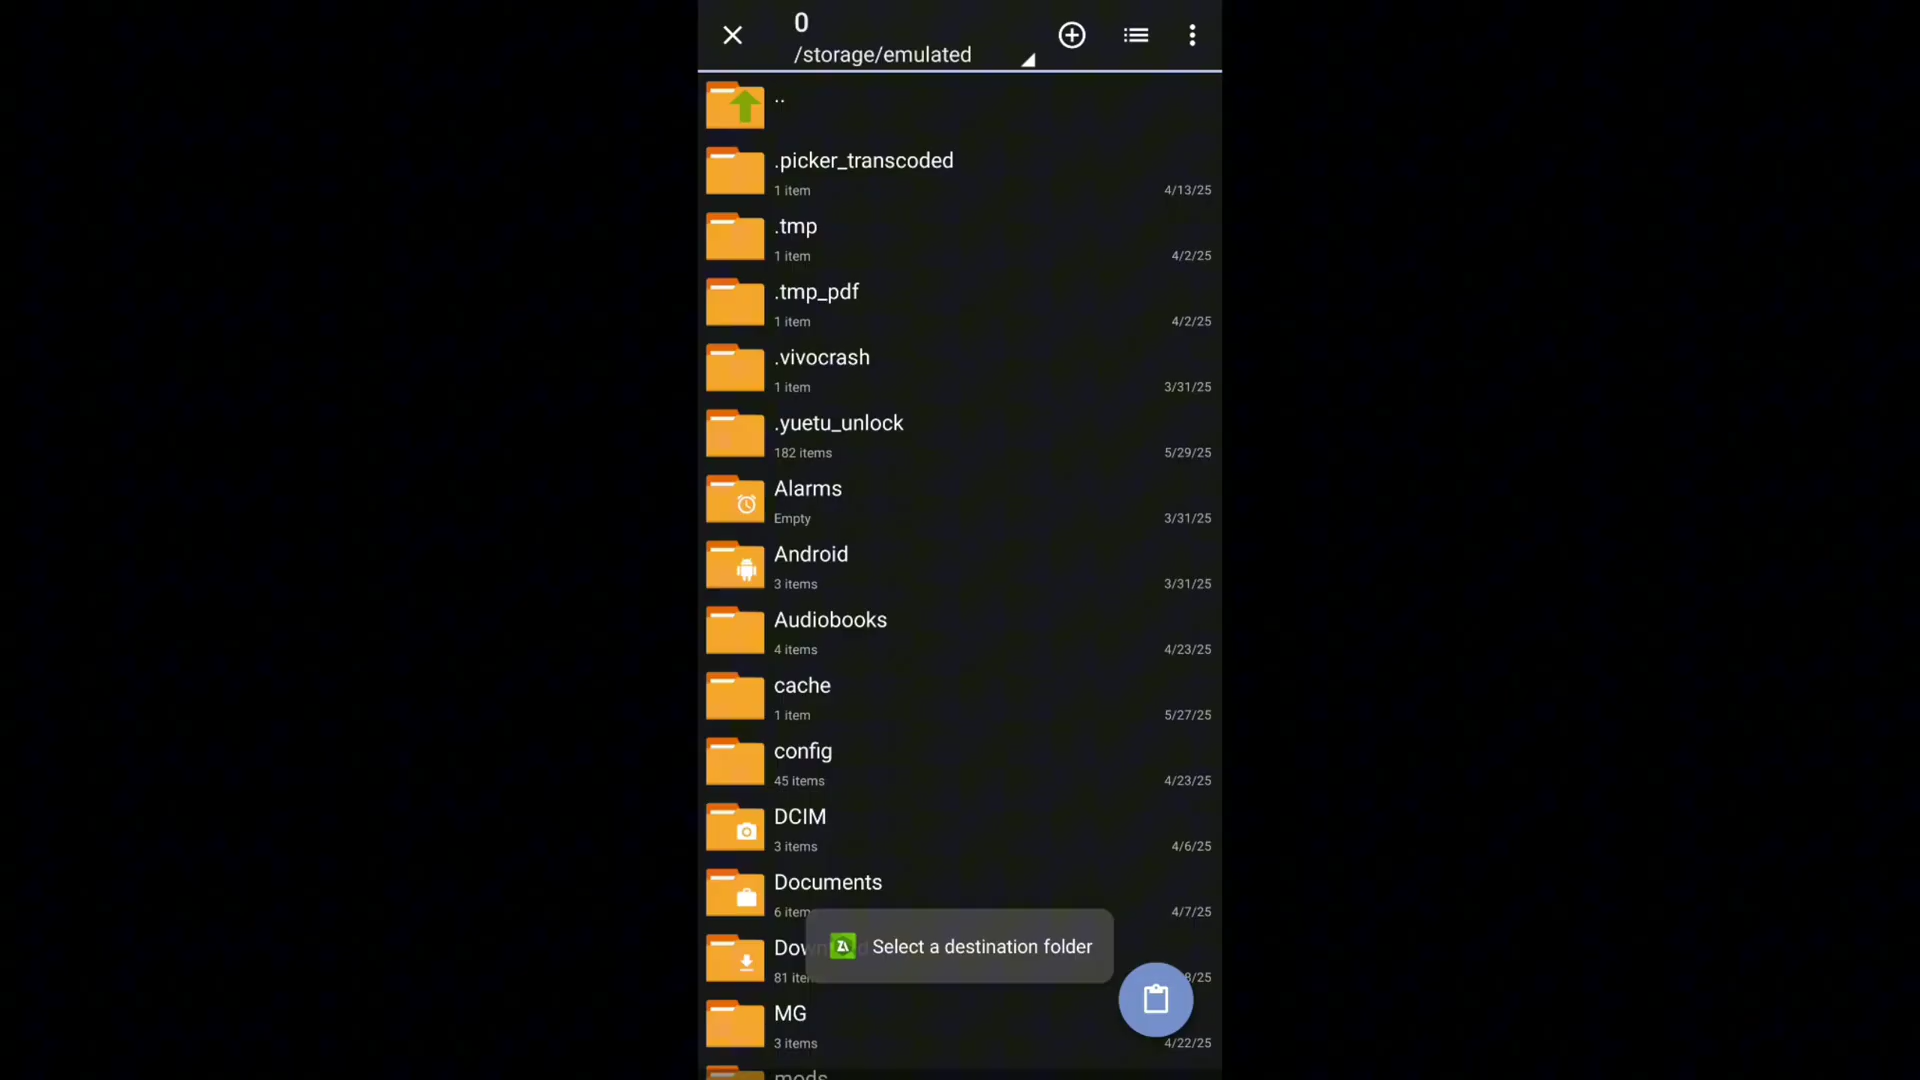 0
/storage/emulated
..
.picker_transcoded
1 item
4/13/25
.tmp
1 item
4/2/25
.tmp_pdf
1 item
4/2/25
.vivocrash
1 item
3/31/25
.yuetu_unlock
182 items
5/29/25
Alarms
Empty
3/31/25
Android
3 items
3/31/25
Audiobooks
4 items
4/23/25
cache
1 item
5/27/25
config
45 items
4/23/25
DCIM
3 items
4/6/25
Documents
6 item
4/7/25
Select a destination folder
81
MG
3 items
4/22/25
mods